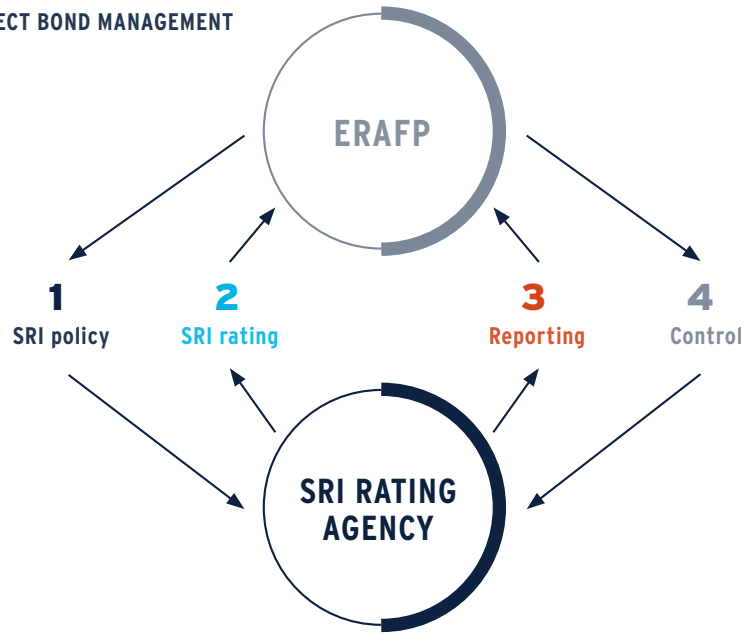 ECT BOND MANAGEMENT
ERAFP
1
SRI policy
2
SRI rating
3
Reporting
4
Control
SRI RATING
AGENCY